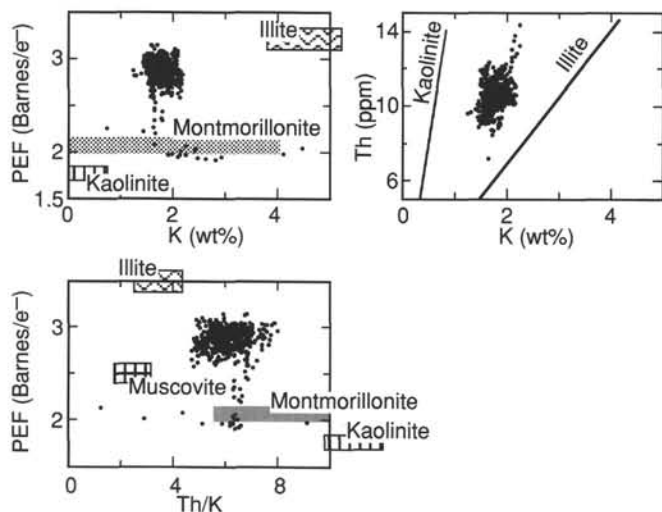 Illite
3
PEF (Barnes/e⁻)
Montmorillonite
2
Kaolinite
1.5
0 2 4
K (wt%)
14
Kaolinite
Illite
Th (ppm)
10
6
0 2 4
K (wt%)
Illite
3
PEF (Barnes/e⁻)
Muscovite
Montmorillonite
2
Kaolinite
0 4 8
Th/K